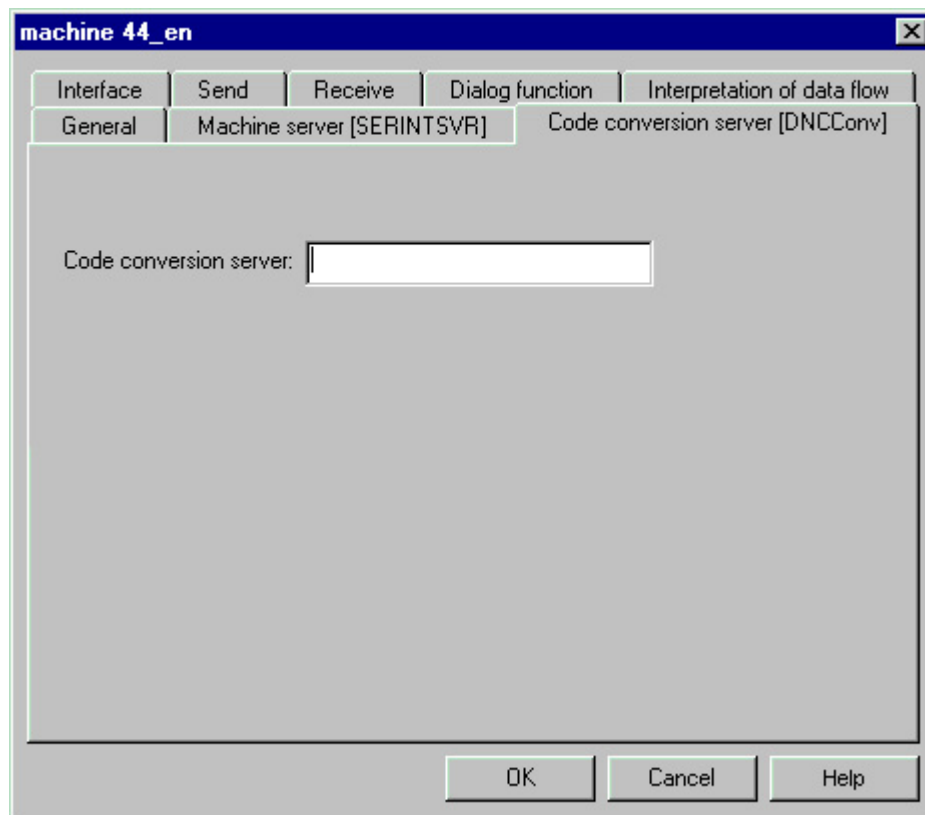 machine 44_en
Interface Send Receive Dialog function Interpretation of data flow
General Machine server [SERINTSVR] Code conversion server [DNCConv]
Code conversion server:
OK Cancel Help